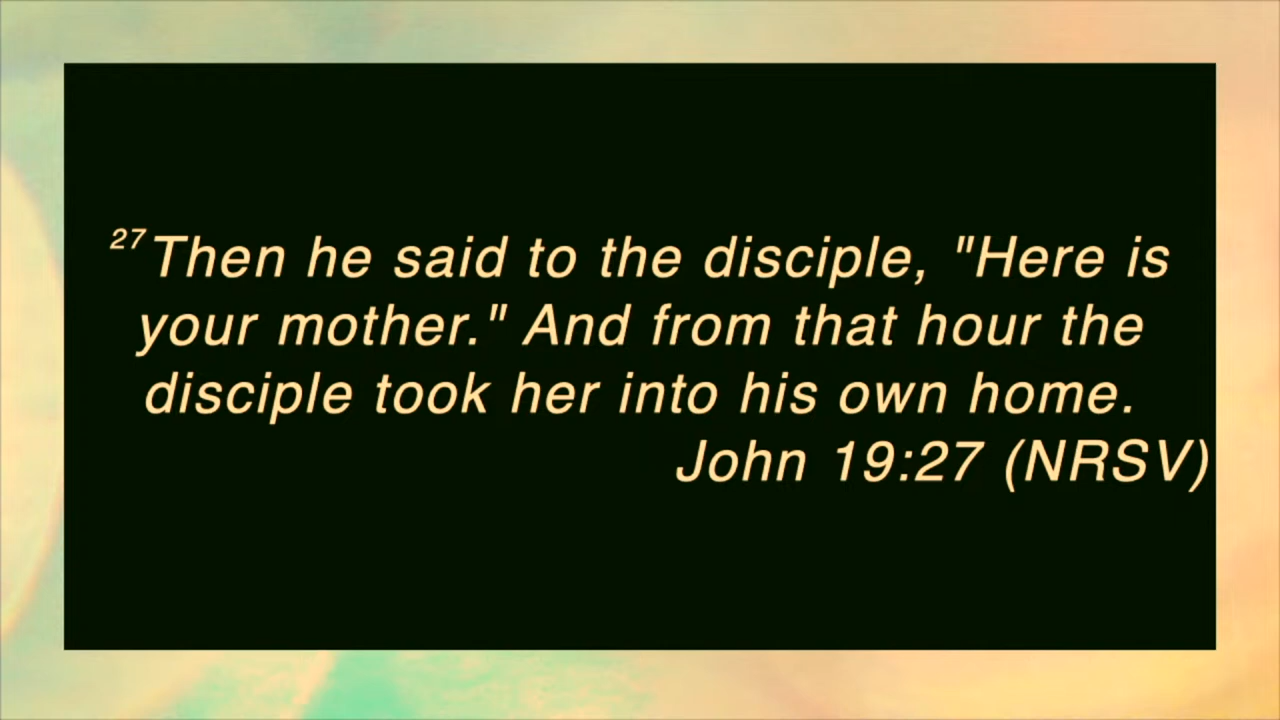 27Then he said to the disciple, "Here is
your mother." And from that hour the
disciple took her into his own home.
John 19:27 (NRSV)